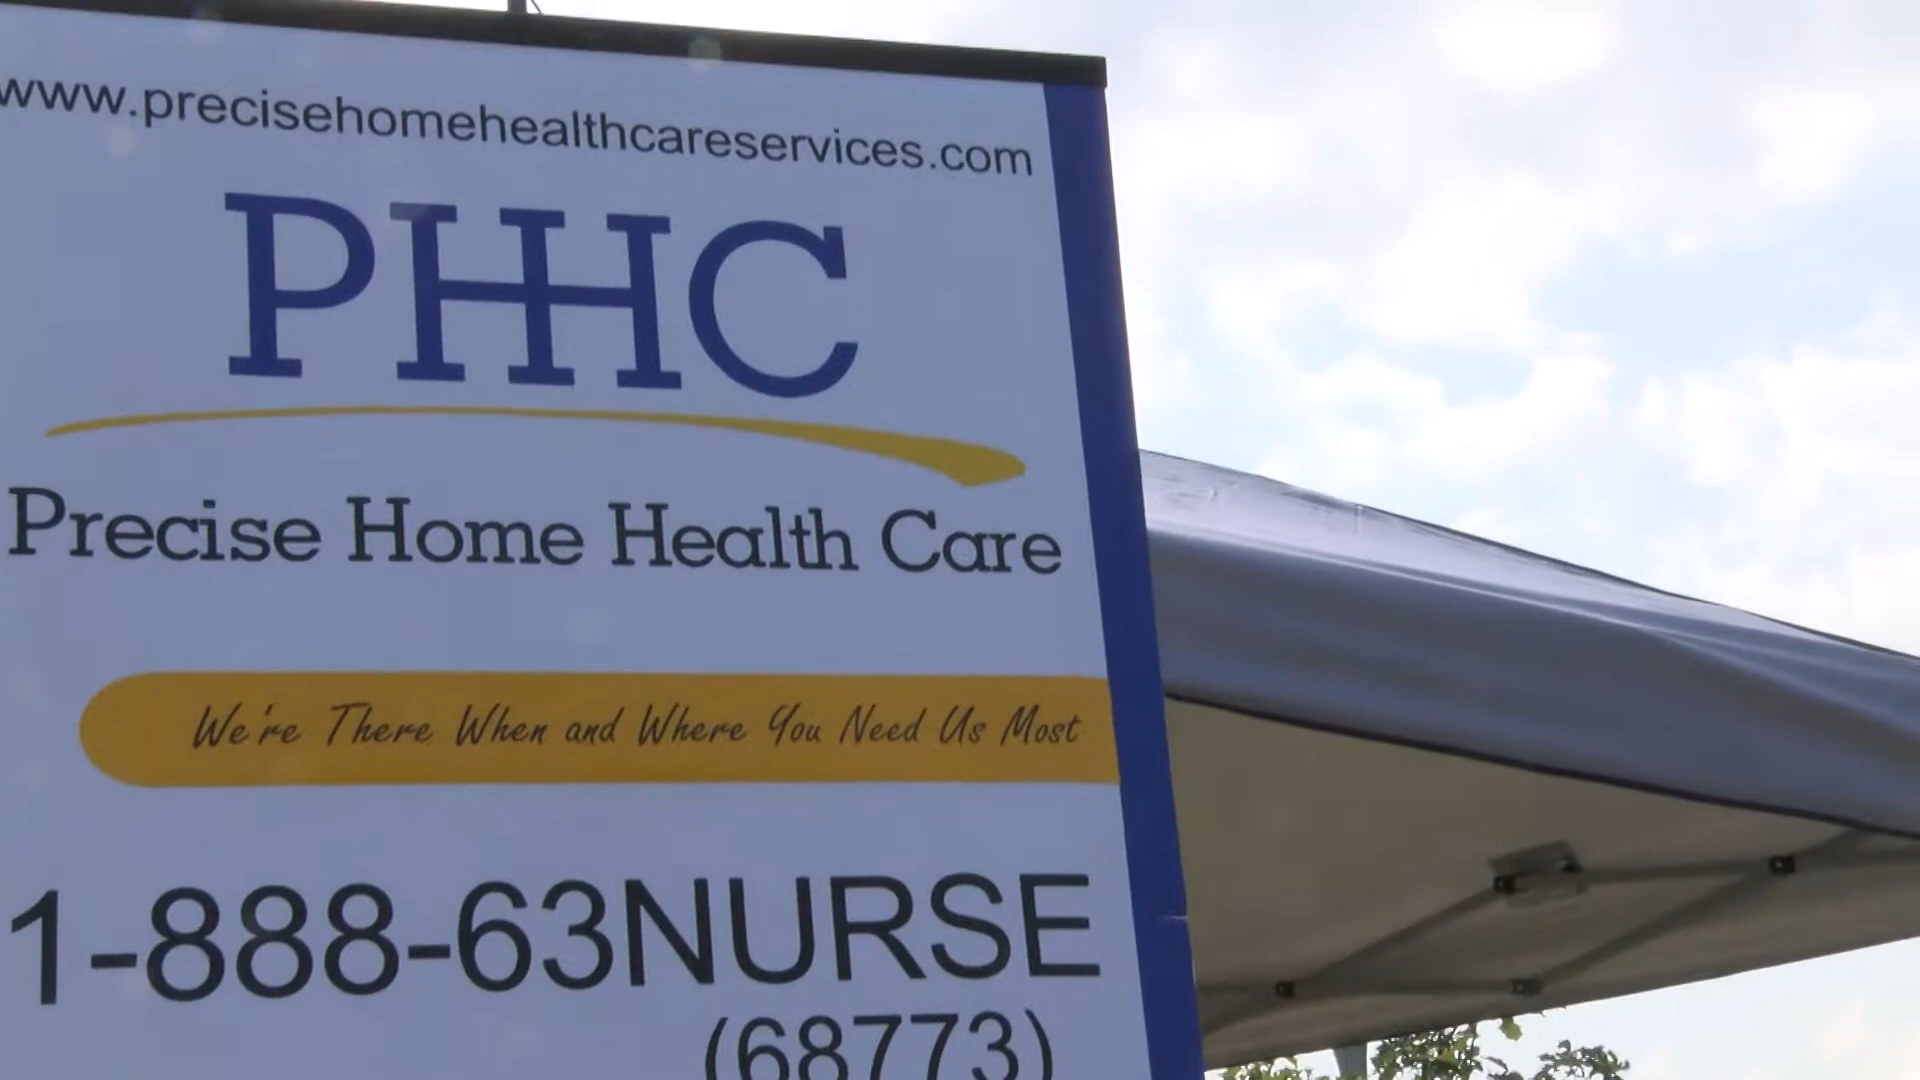 www.precisehomehealthcareservices.com
PHHC
Precise Home Health Care
We're There When and Where You Need Us Most
1-888-63NURSE
(68773)